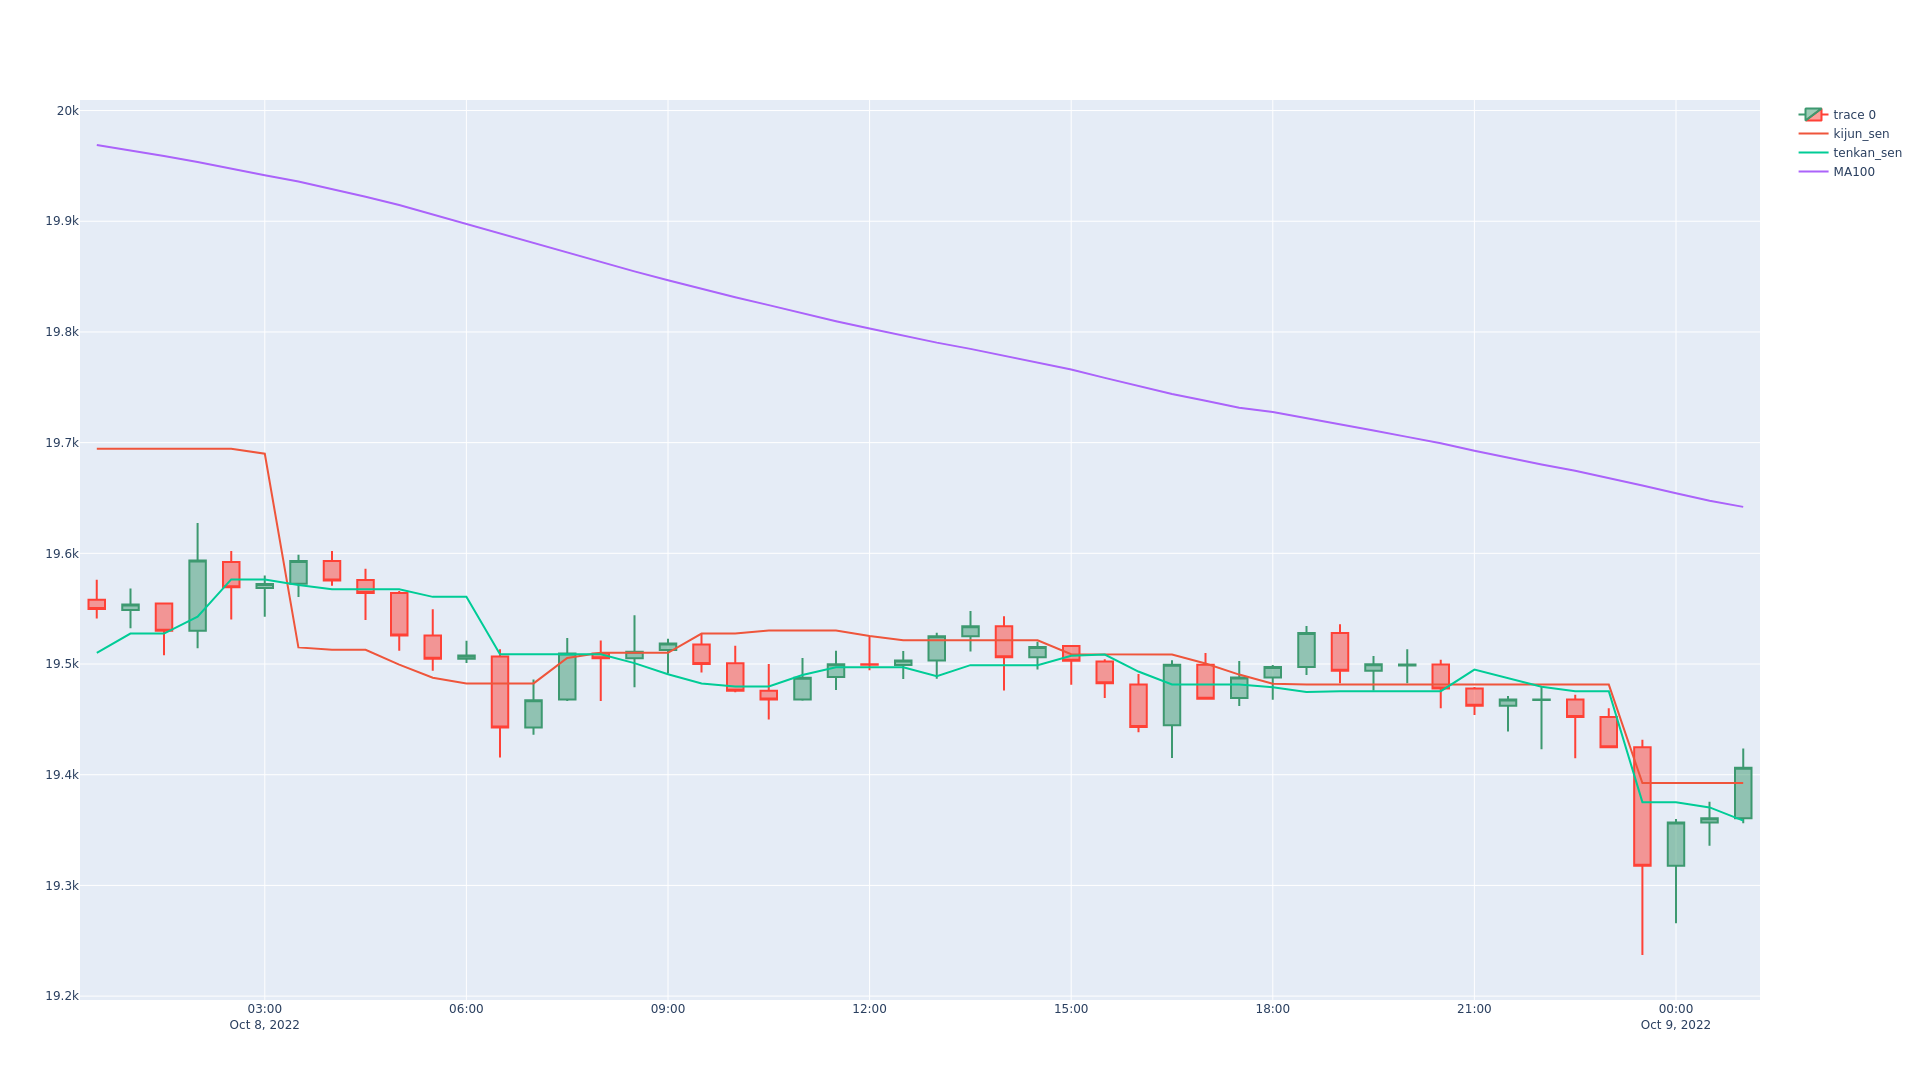 20k
19.9k
19.8k
19.7k
19.6k
19.5k
19.4k
19.3k
19.2k
03:00 06:00 09:00 12:00 15:00 18:00 21:00 00:00
Oct 8, 2022 Oct 9, 2022
trace 0
kijun_sen
tenkan_sen
MA100